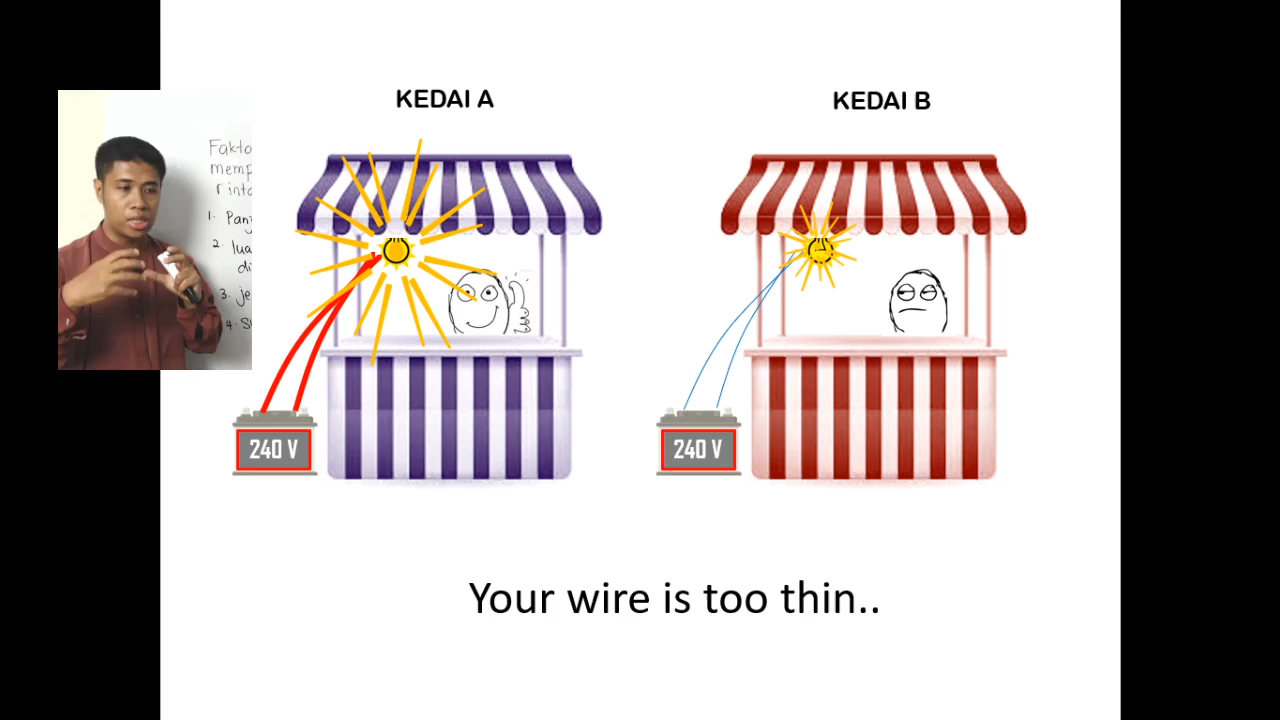 KEDAI A
KEDAI B
Fakto
memp
rinta
1. Panj
2. lua
di
3. je
4. S
240 V
240 V
Your wire is too thin..